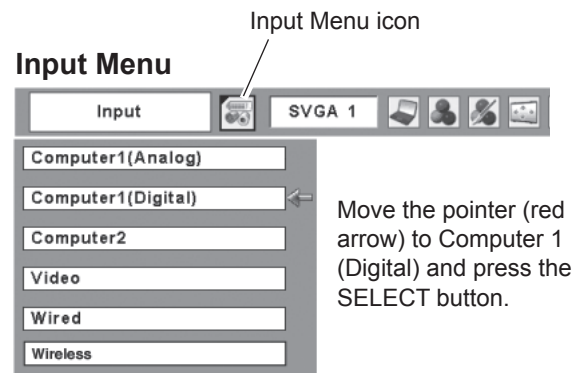 Input Menu icon
Input Menu
Input SVGA 1
Computer1(Analog)
Computer1(Digital)
Computer2
Video
Wired
Wireless
Move the pointer (red
arrow) to Computer 1
(Digital) and press the
SELECT button.